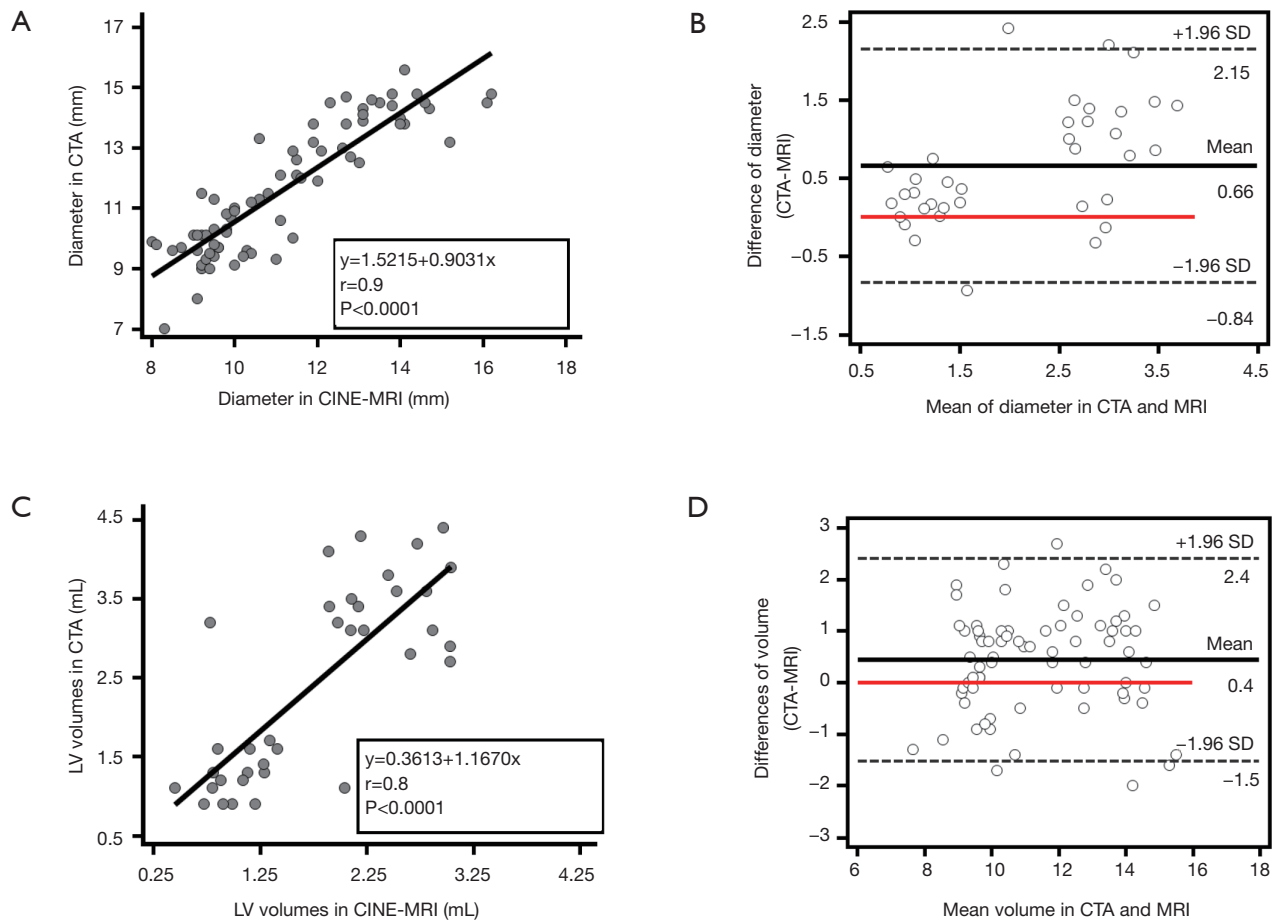 A
17
15
13
11
9
7
Diameter in CTA (mm)
y=1.5215+0.9031x
r=0.9
P<0.0001
8 10 12 14 16 18
Diameter in CINE-MRI (mm)
B
2.5
1.5
0.5
−0.5
−1.5
Difference of diameter
(CTA-MRI)
+1.96 SD
2.15
Mean
0.66
−1.96 SD
−0.84
0.5 1.5 2.5 3.5 4.5
Mean of diameter in CTA and MRI
C
4.5
3.5
2.5
1.5
0.5
LV volumes in CTA (mL)
y=0.3613+1.1670x
r=0.8
P<0.0001
0.25 1.25 2.25 3.25 4.25
LV volumes in CINE-MRI (mL)
D
3
2
1
0
−1
−2
−3
Differences of volume
(CTA-MRI)
+1.96 SD
2.4
Mean
0.4
−1.96 SD
−1.5
6 8 10 12 14 16 18
Mean volume in CTA and MRI